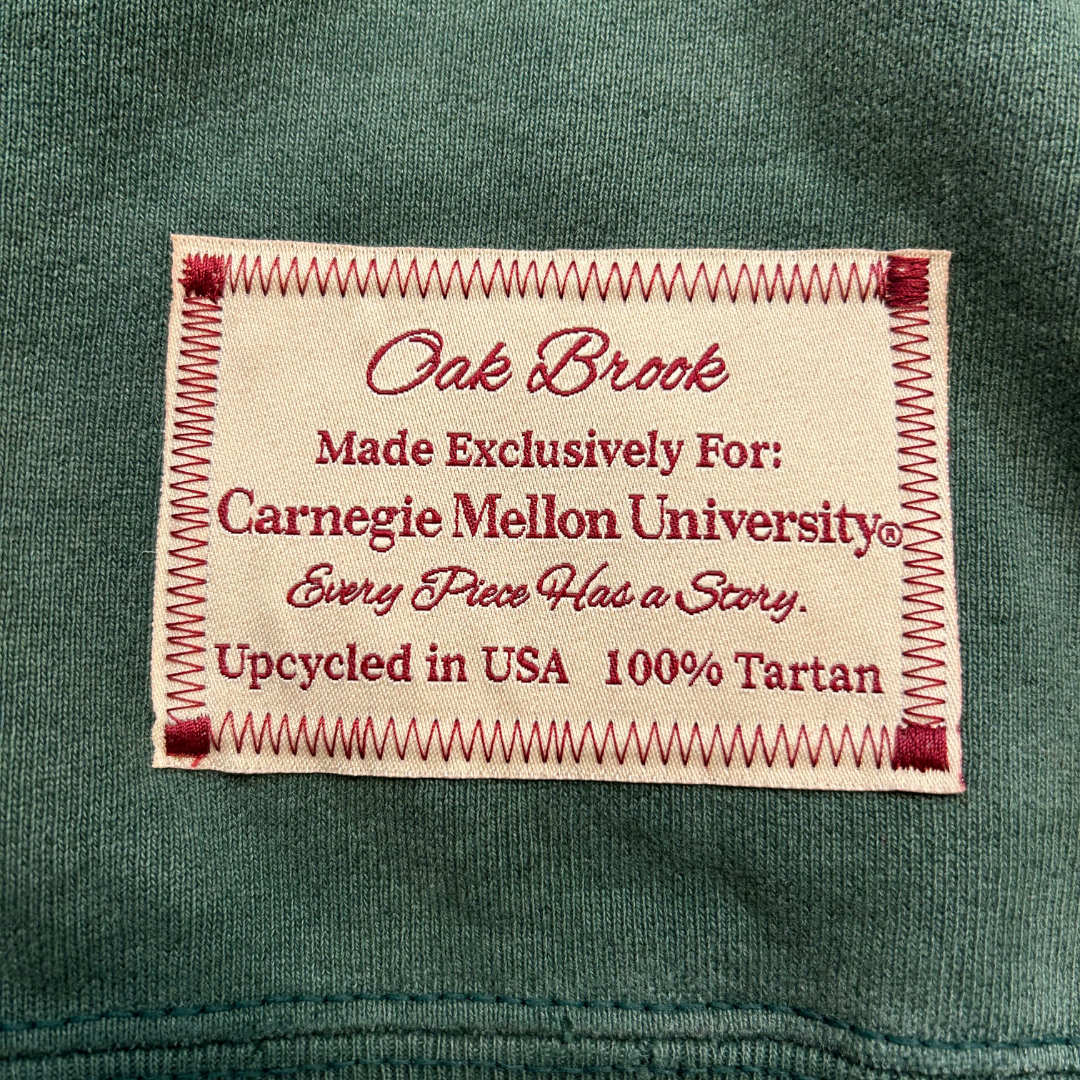 Oak Brook
Made Exclusively For:
Carnegie Mellon University®
Every Piece Has a Story.
Upcycled in USA 100% Tartan